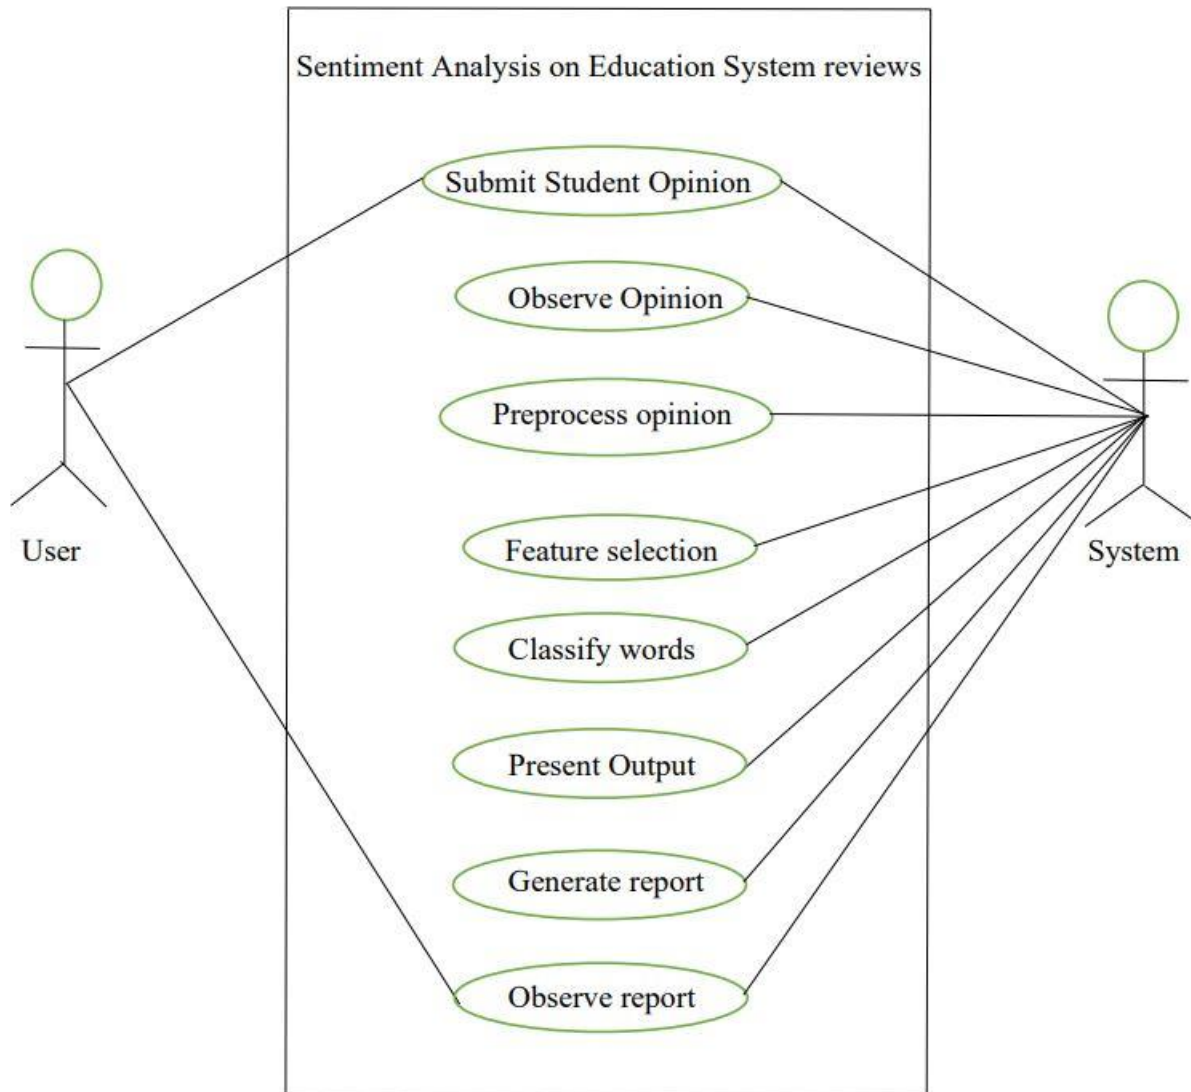 Sentiment Analysis on Education System reviews
Submit Student Opinion
Observe Opinion
Preprocess opinion
Feature selection
Classify words
Present Output
Generate report
Observe report
User
System